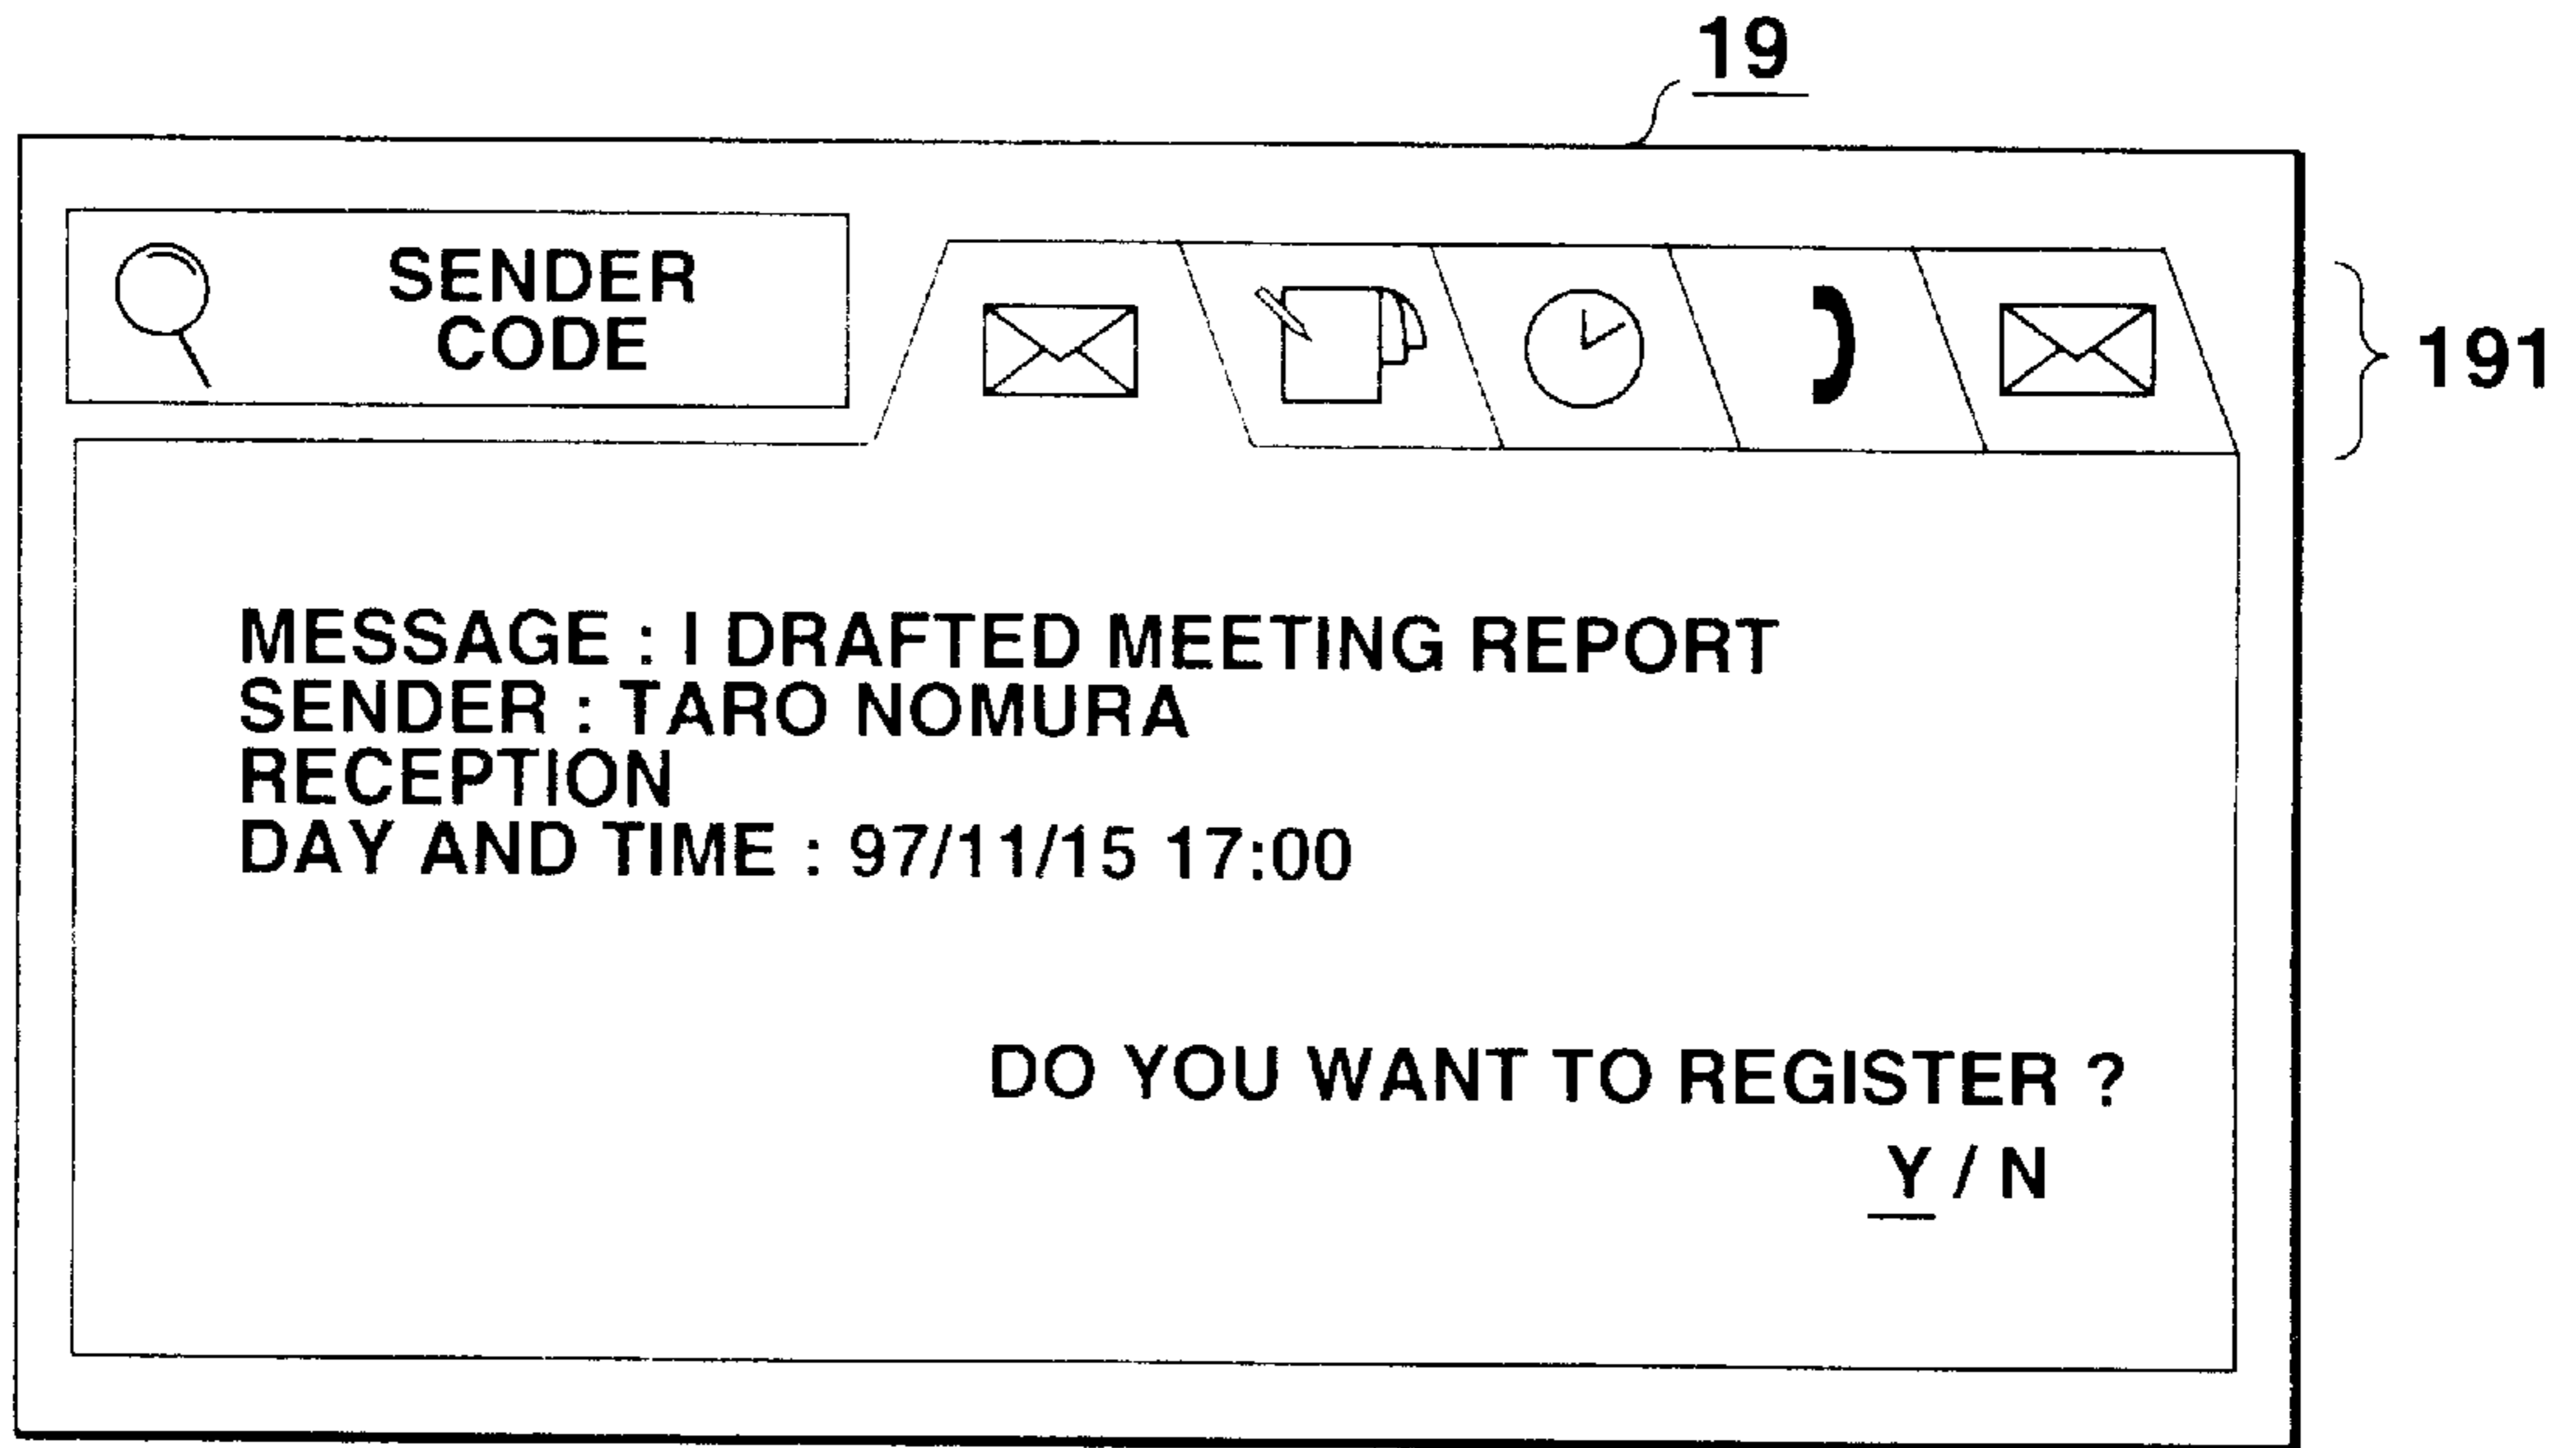 19
SENDER
CODE
191
MESSAGE : I DRAFTED MEETING REPORT
SENDER : TARO NOMURA
RECEPTION
DAY AND TIME : 97/11/15 17:00
DO YOU WANT TO REGISTER ?
Y / N